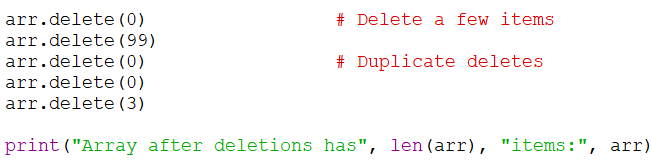 arr.delete(0)                # Delete a few items
arr.delete(99)
arr.delete(0)                # Duplicate deletes
arr.delete(0)
arr.delete(3)
print("Array after deletions has", len(arr), "items:", arr)